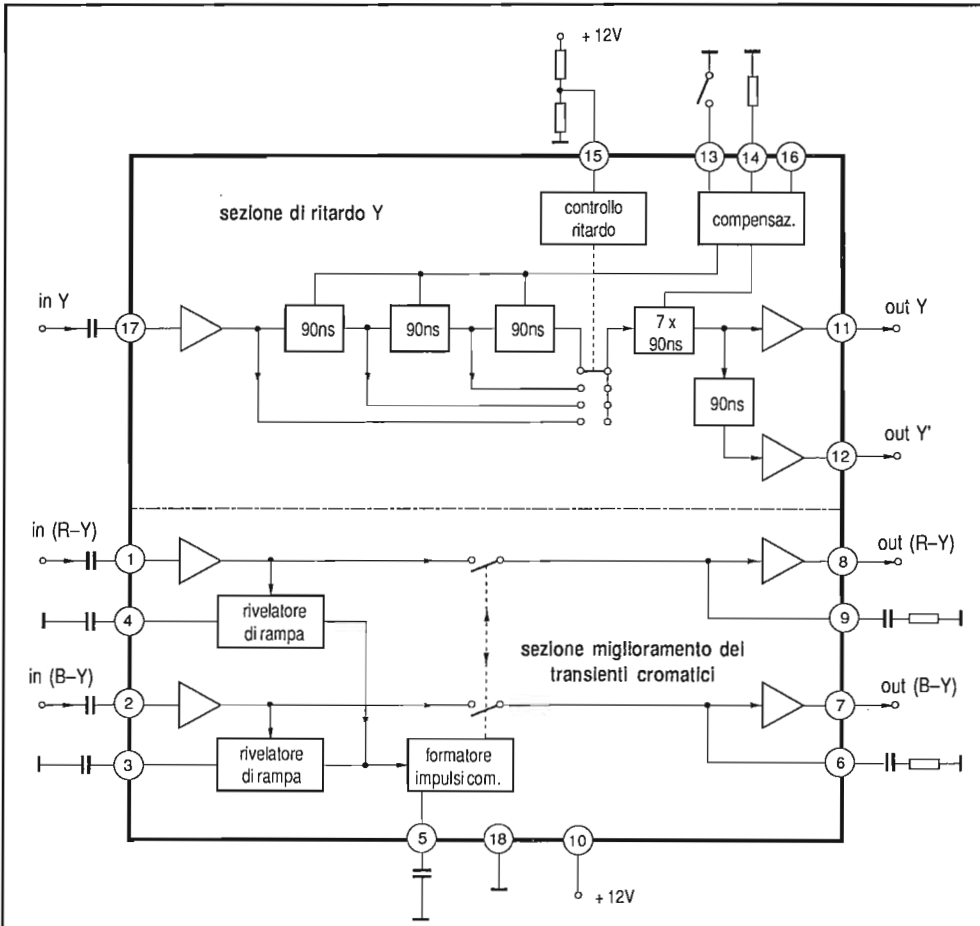 + 12V
15
13
14
16
sezione di ritardo Y
controllo
ritardo
compensaz.
in Y
17
90ns
90ns
90ns
7 x
90ns
out Y
11
90ns
out Y'
12
in (R–Y)
1
out (R–Y)
8
4
rivelatore
di rampa
9
sezione miglioramento dei
transienti cromatici
in (B–Y)
2
out (B–Y)
7
3
rivelatore
di rampa
formatore
impulsi com.
6
5
18
10
+ 12V